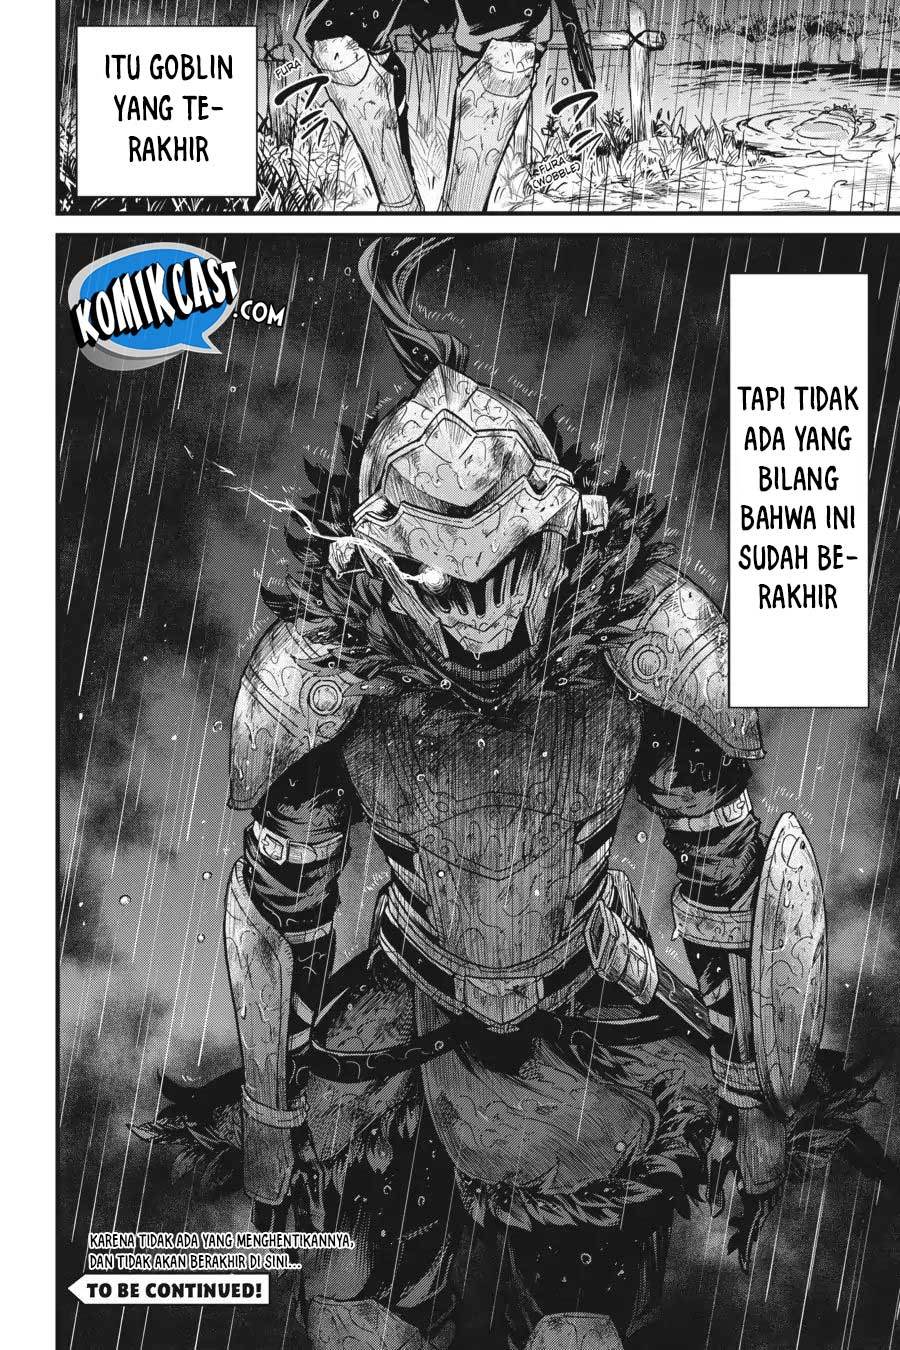 ITU GOBLIN
YANG TE-
RAKHIR
FURA
FURA
(WOBBLE)
KOMIKCAST
.COM
TAPI TIDAK
ADA YANG
BILANG
BAHWA INI
SUDAH BE-
RAKHIR
KARENA TIDAK ADA YANG MENGHENTIKANNYA,
DAN TIDAK AKAN BERAKHIR DI SINI...
TO BE CONTINUED!